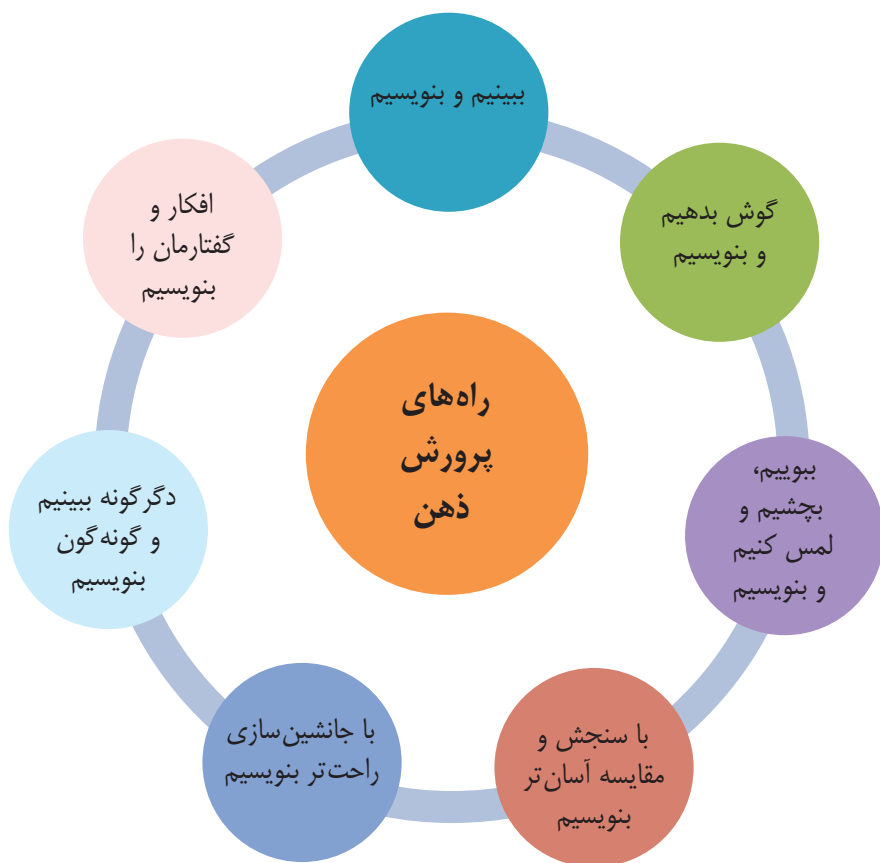 ببینیم و بنویسیم
گوش بدهیم
و بنویسیم
ببوییم،
بچشیم و
لمس کنیم
و بنویسیم
با سنجش و
مقایسه آسان‌تر
بنویسیم
با جانشین‌سازی
راحت‌تر بنویسیم
دگرگونه ببینیم
و گونه‌گون
بنویسیم
افکار و
گفتارمان را
بنویسیم
راه‌های
پرورش
ذهن